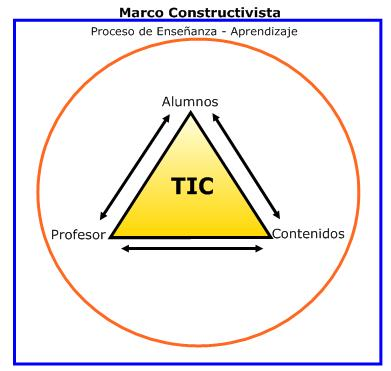 Marco Constructivista
Proceso de Enseñanza - Aprendizaje
Alumnos
TIC
Profesor
Contenidos